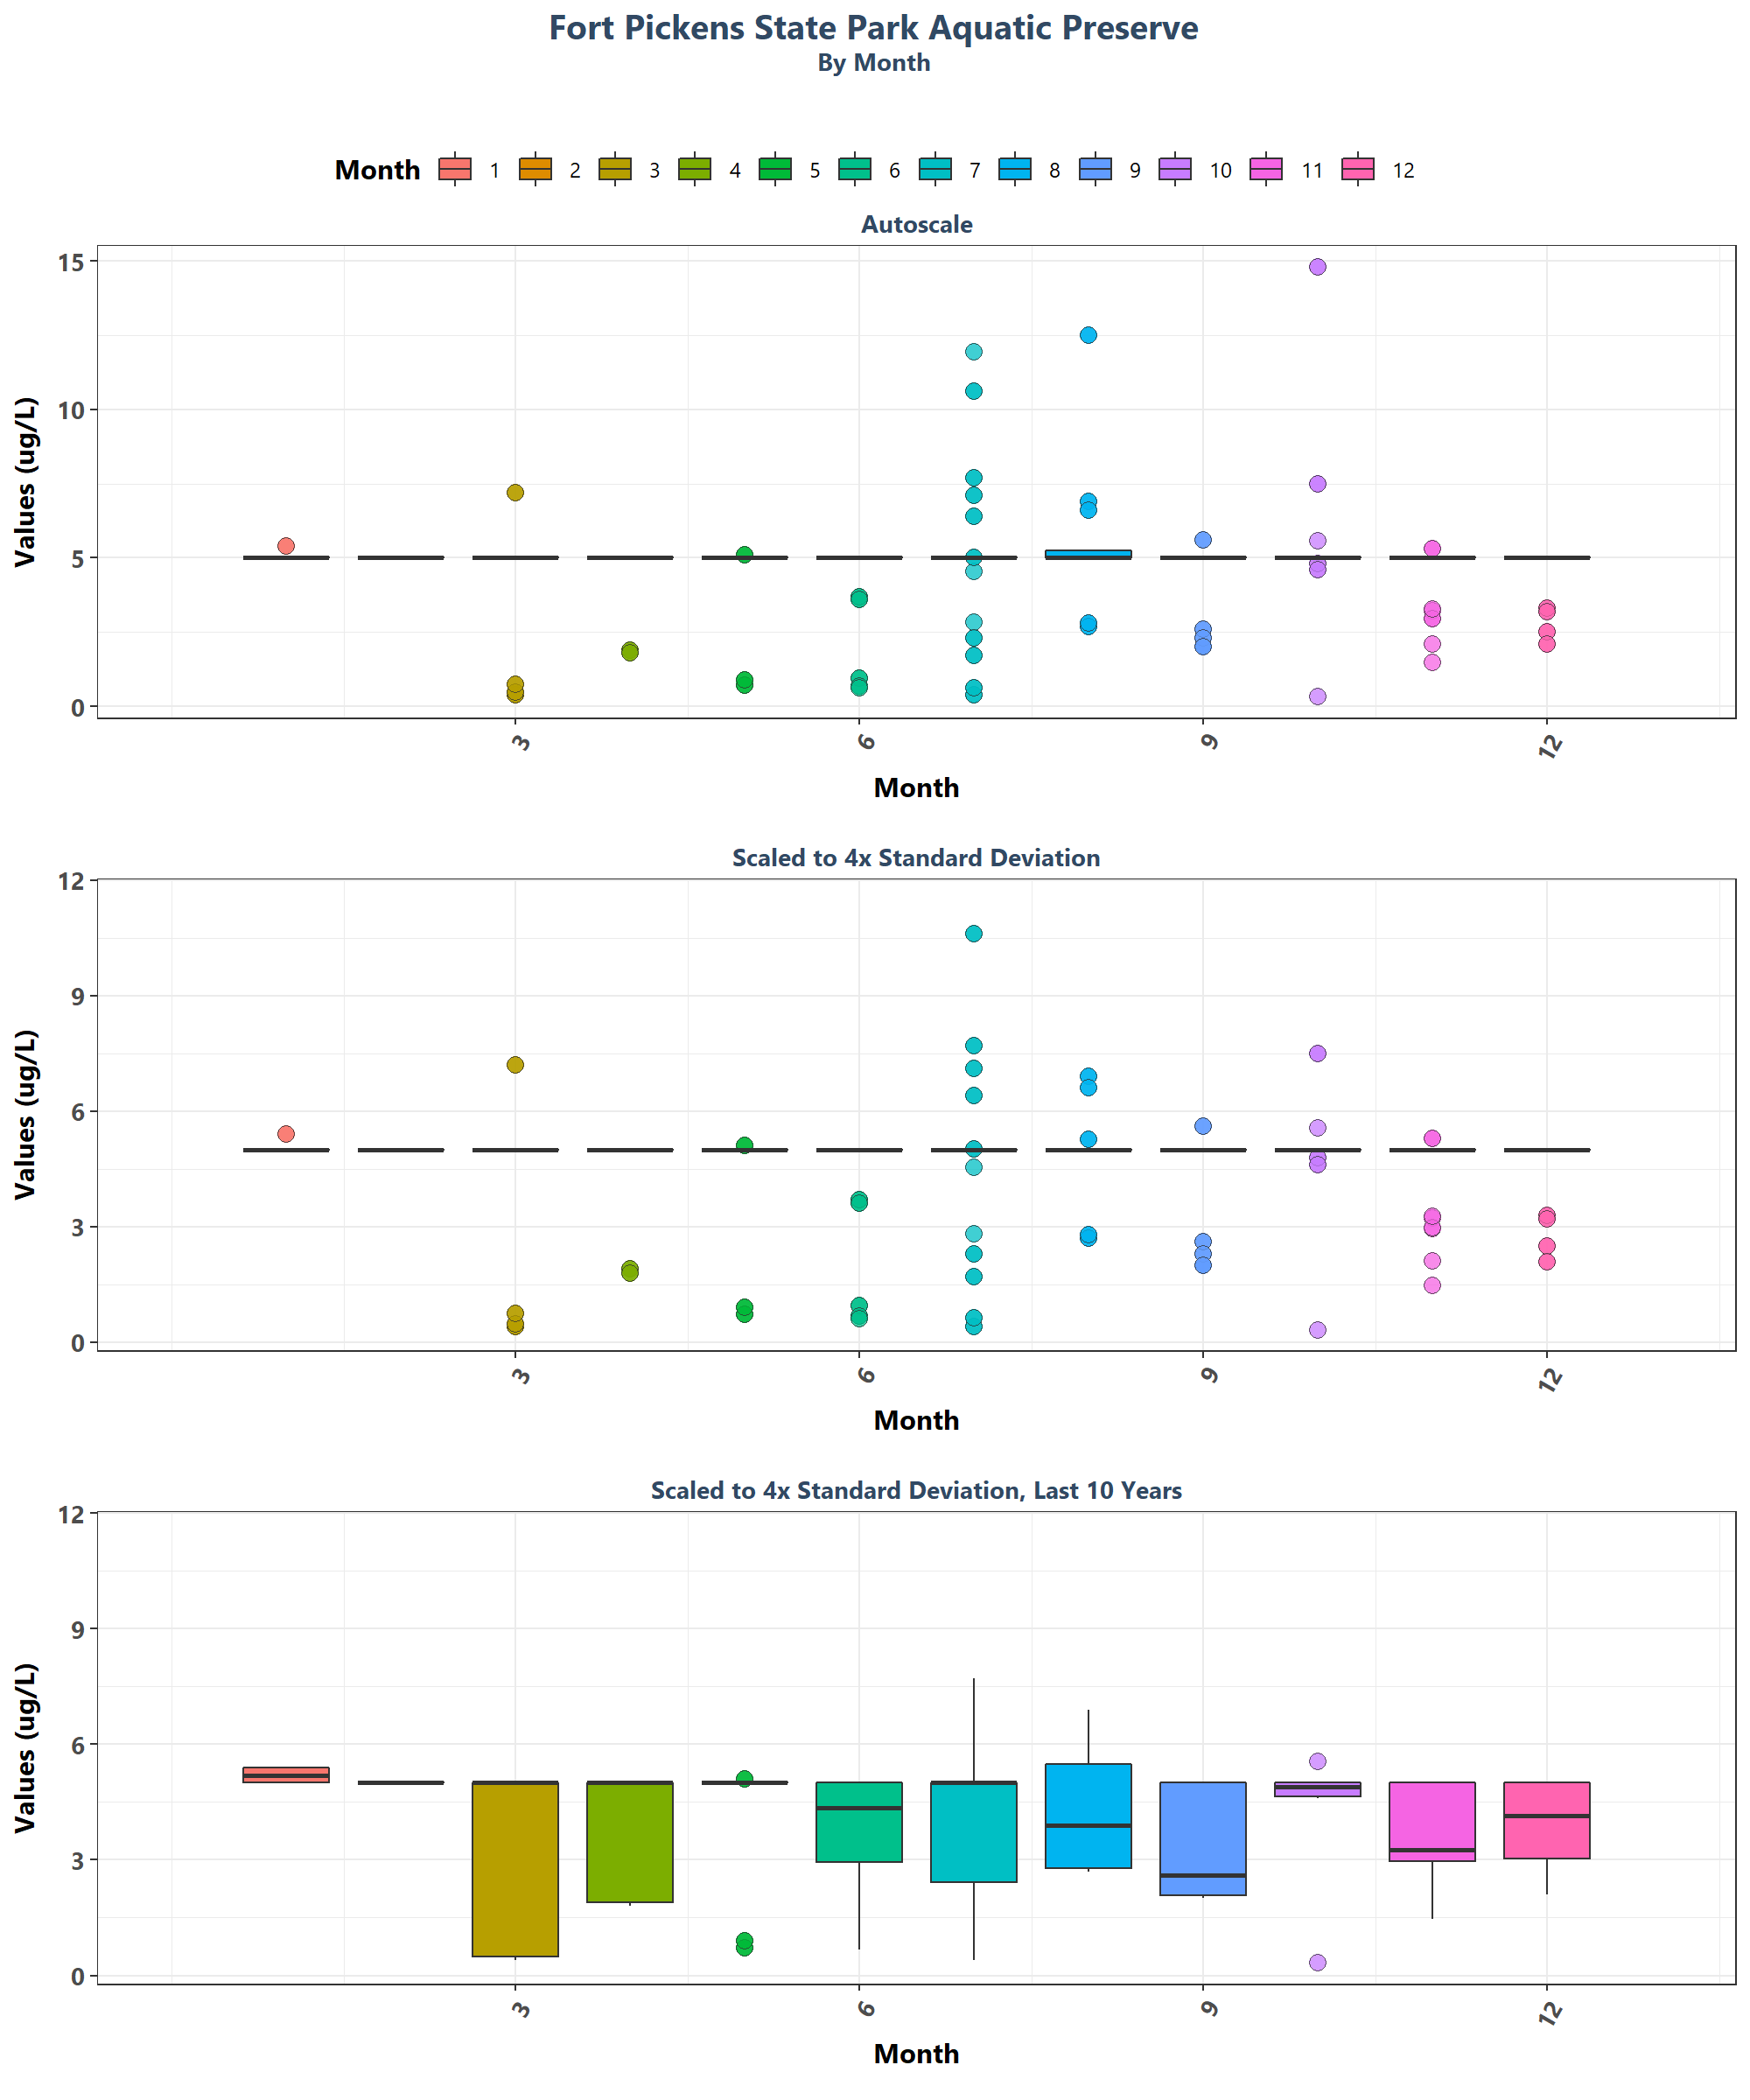 Fort Pickens State Park Aquatic Preserve
By Month
Month 1 2 3 4 5 6 7 8 9 10 11 12
Autoscale
Values (ug/L)
15
10
5
0
3 6 9 12
Month
Scaled to 4x Standard Deviation
Values (ug/L)
12
9
6
3
0
3 6 9 12
Month
Scaled to 4x Standard Deviation, Last 10 Years
Values (ug/L)
12
9
6
3
0
3 6 9 12
Month